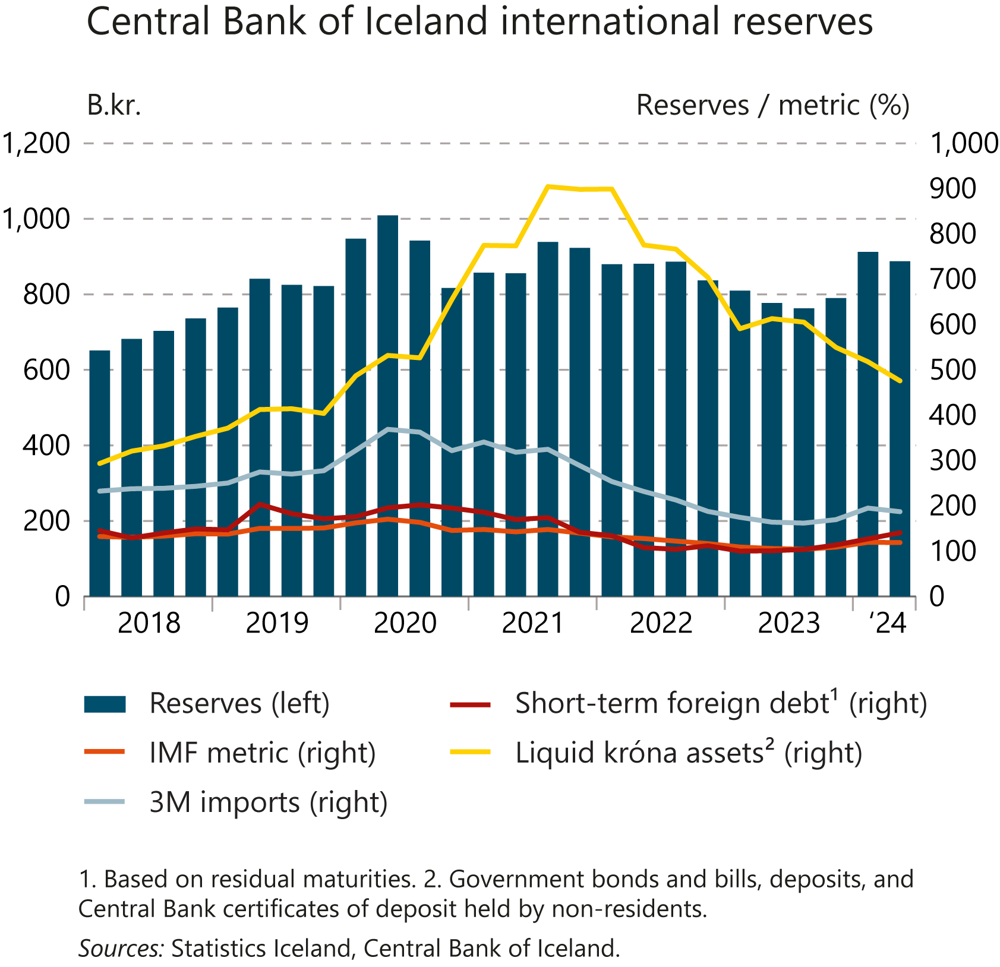 Central Bank of Iceland international reserves
B.kr. Reserves / metric (%)
1,200 1,000
900
1,000
800
800 700
600
600 500
400
400 300
200 200
100
0 0
2018 2019 2020 2021 2022 2023 ‘24
Reserves (left) Short-term foreign debt¹ (right)
IMF metric (right) Liquid króna assets² (right)
3M imports (right)
1. Based on residual maturities. 2. Government bonds and bills, deposits, and
Central Bank certificates of deposit held by non-residents.
Sources: Statistics Iceland, Central Bank of Iceland.